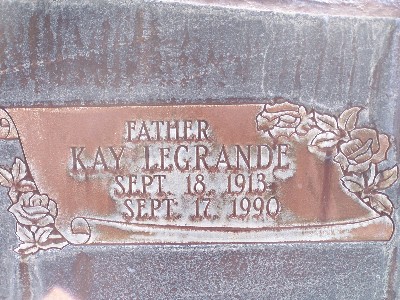 FATHER
KAY LEGRANDE
SEPT. 18, 1913
SEPT. 17, 1990